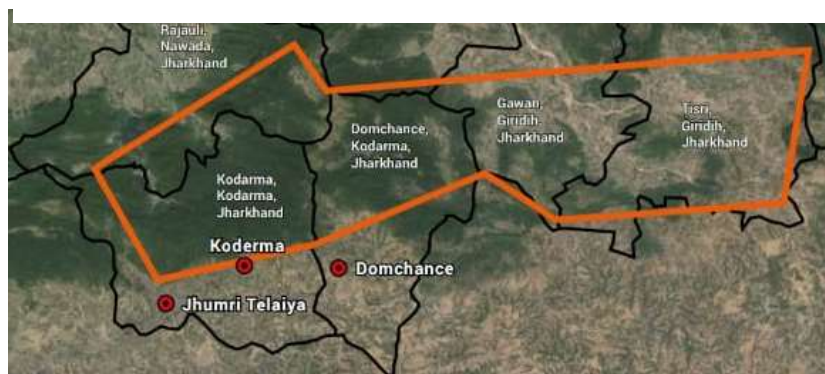 Rajauli,
Nawada,
Jharkhand
Gawan,
Giridih,
Jharkhand
Tisri,
Giridih,
Jharkhand
Domchance,
Kodarma,
Jharkhand
Kodarma,
Kodarma,
Jharkhand
Koderma
Domchance
Jhumri Telaiya